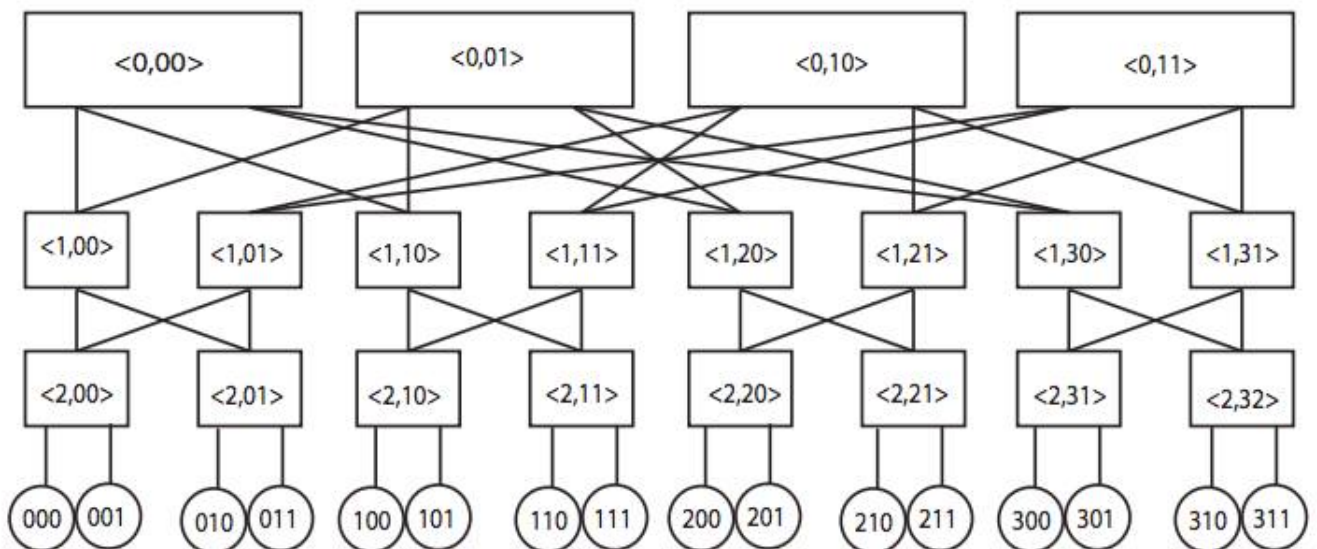 <0,00> <0,01> <0,10> <0,11>
<1,00> <1,01> <1,10> <1,11> <1,20> <1,21> <1,30> <1,31>
<2,00> <2,01> <2,10> <2,11> <2,20> <2,21> <2,31> <2,32>
000 001 010 011 100 101 110 111 200 201 210 211 300 301 310 311